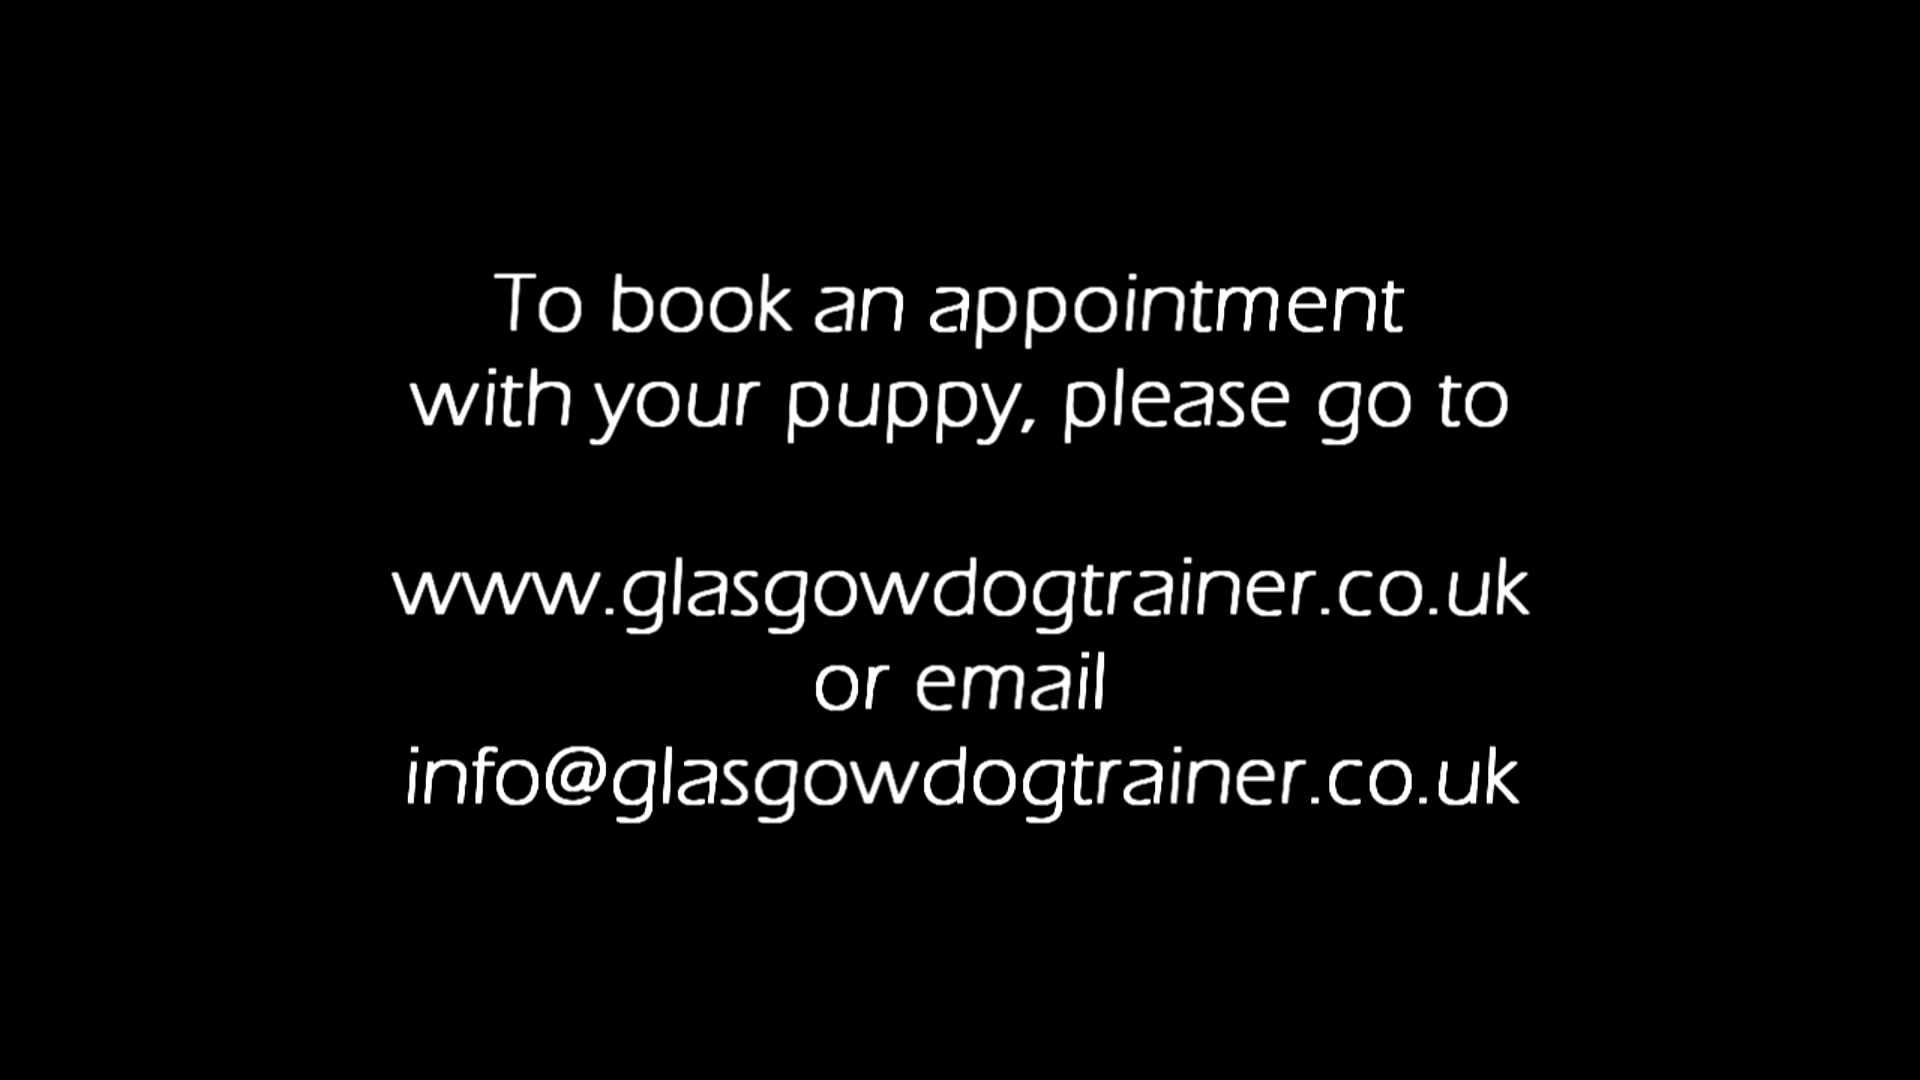 To book an appointment
with your puppy, please go to
www.glasgowdogtrainer.co.uk
or email
info@glasgowdogtrainer.co.uk